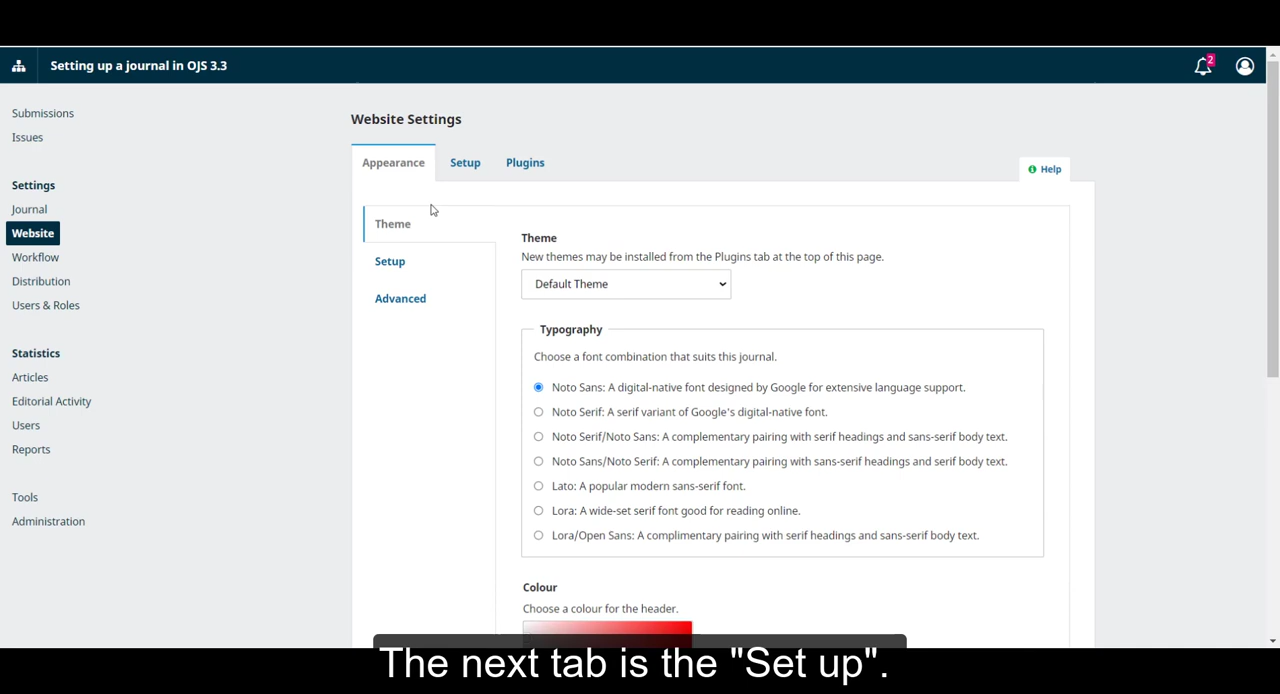 Setting up a journal in OJS 3.3
2
Submissions
Issues
Settings
Journal
Website
Workflow
Distribution
Users & Roles
Statistics
Articles
Editorial Activity
Users
Reports
Tools
Administration
Website Settings
Appearance
Setup
Plugins
Help
Theme
Setup
Advanced
Theme
New themes may be installed from the Plugins tab at the top of this page.
Default Theme
Typography
Choose a font combination that suits this journal.
Noto Sans: A digital-native font designed by Google for extensive language support.
Noto Serif: A serif variant of Google's digital-native font.
Noto Serif/Noto Sans: A complementary pairing with serif headings and sans-serif body text.
Noto Sans/Noto Serif: A complementary pairing with sans-serif headings and serif body text.
Lato: A popular modern sans-serif font.
Lora: A wide-set serif font good for reading online.
Lora/Open Sans: A complimentary pairing with serif headings and sans-serif body text.
Colour
Choose a colour for the header.
The next tab is the "Set up".